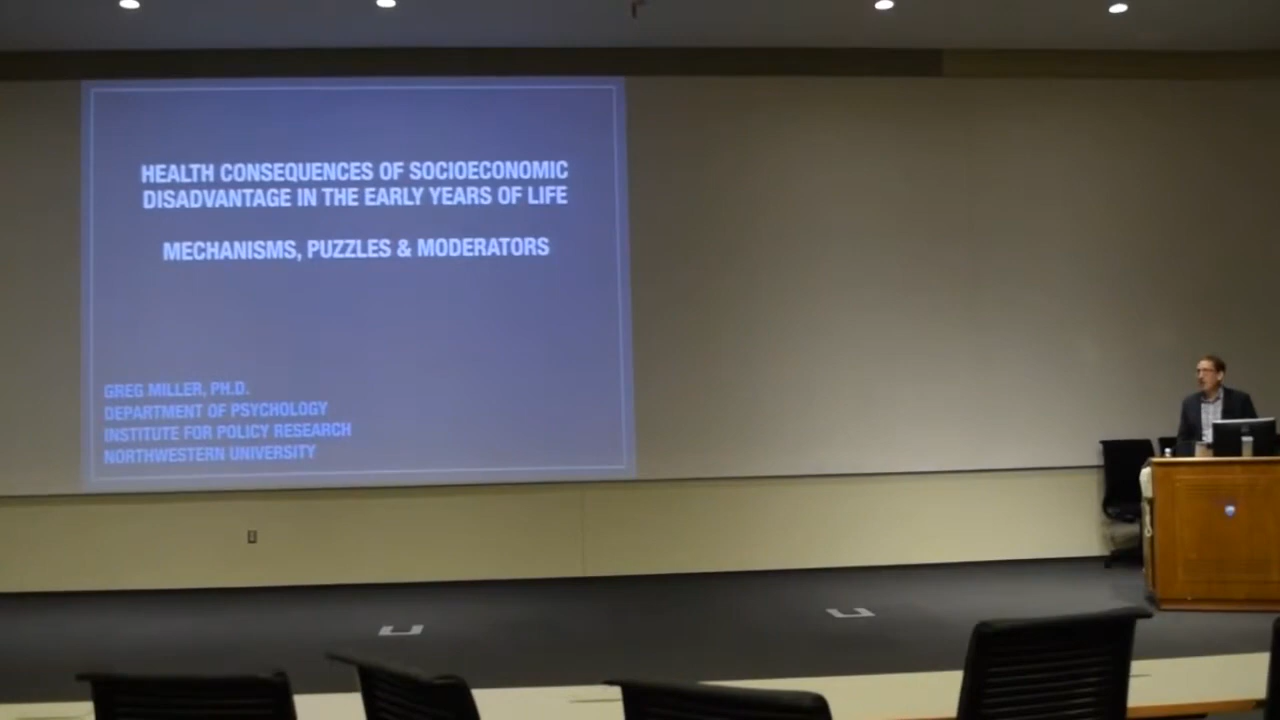 HEALTH CONSEQUENCES OF SOCIOECONOMIC
DISADVANTAGE IN THE EARLY YEARS OF LIFE
MECHANISMS, PUZZLES & MODERATORS
GREG MILLER, PH.D.
DEPARTMENT OF PSYCHOLOGY
INSTITUTE FOR POLICY RESEARCH
NORTHWESTERN UNIVERSITY